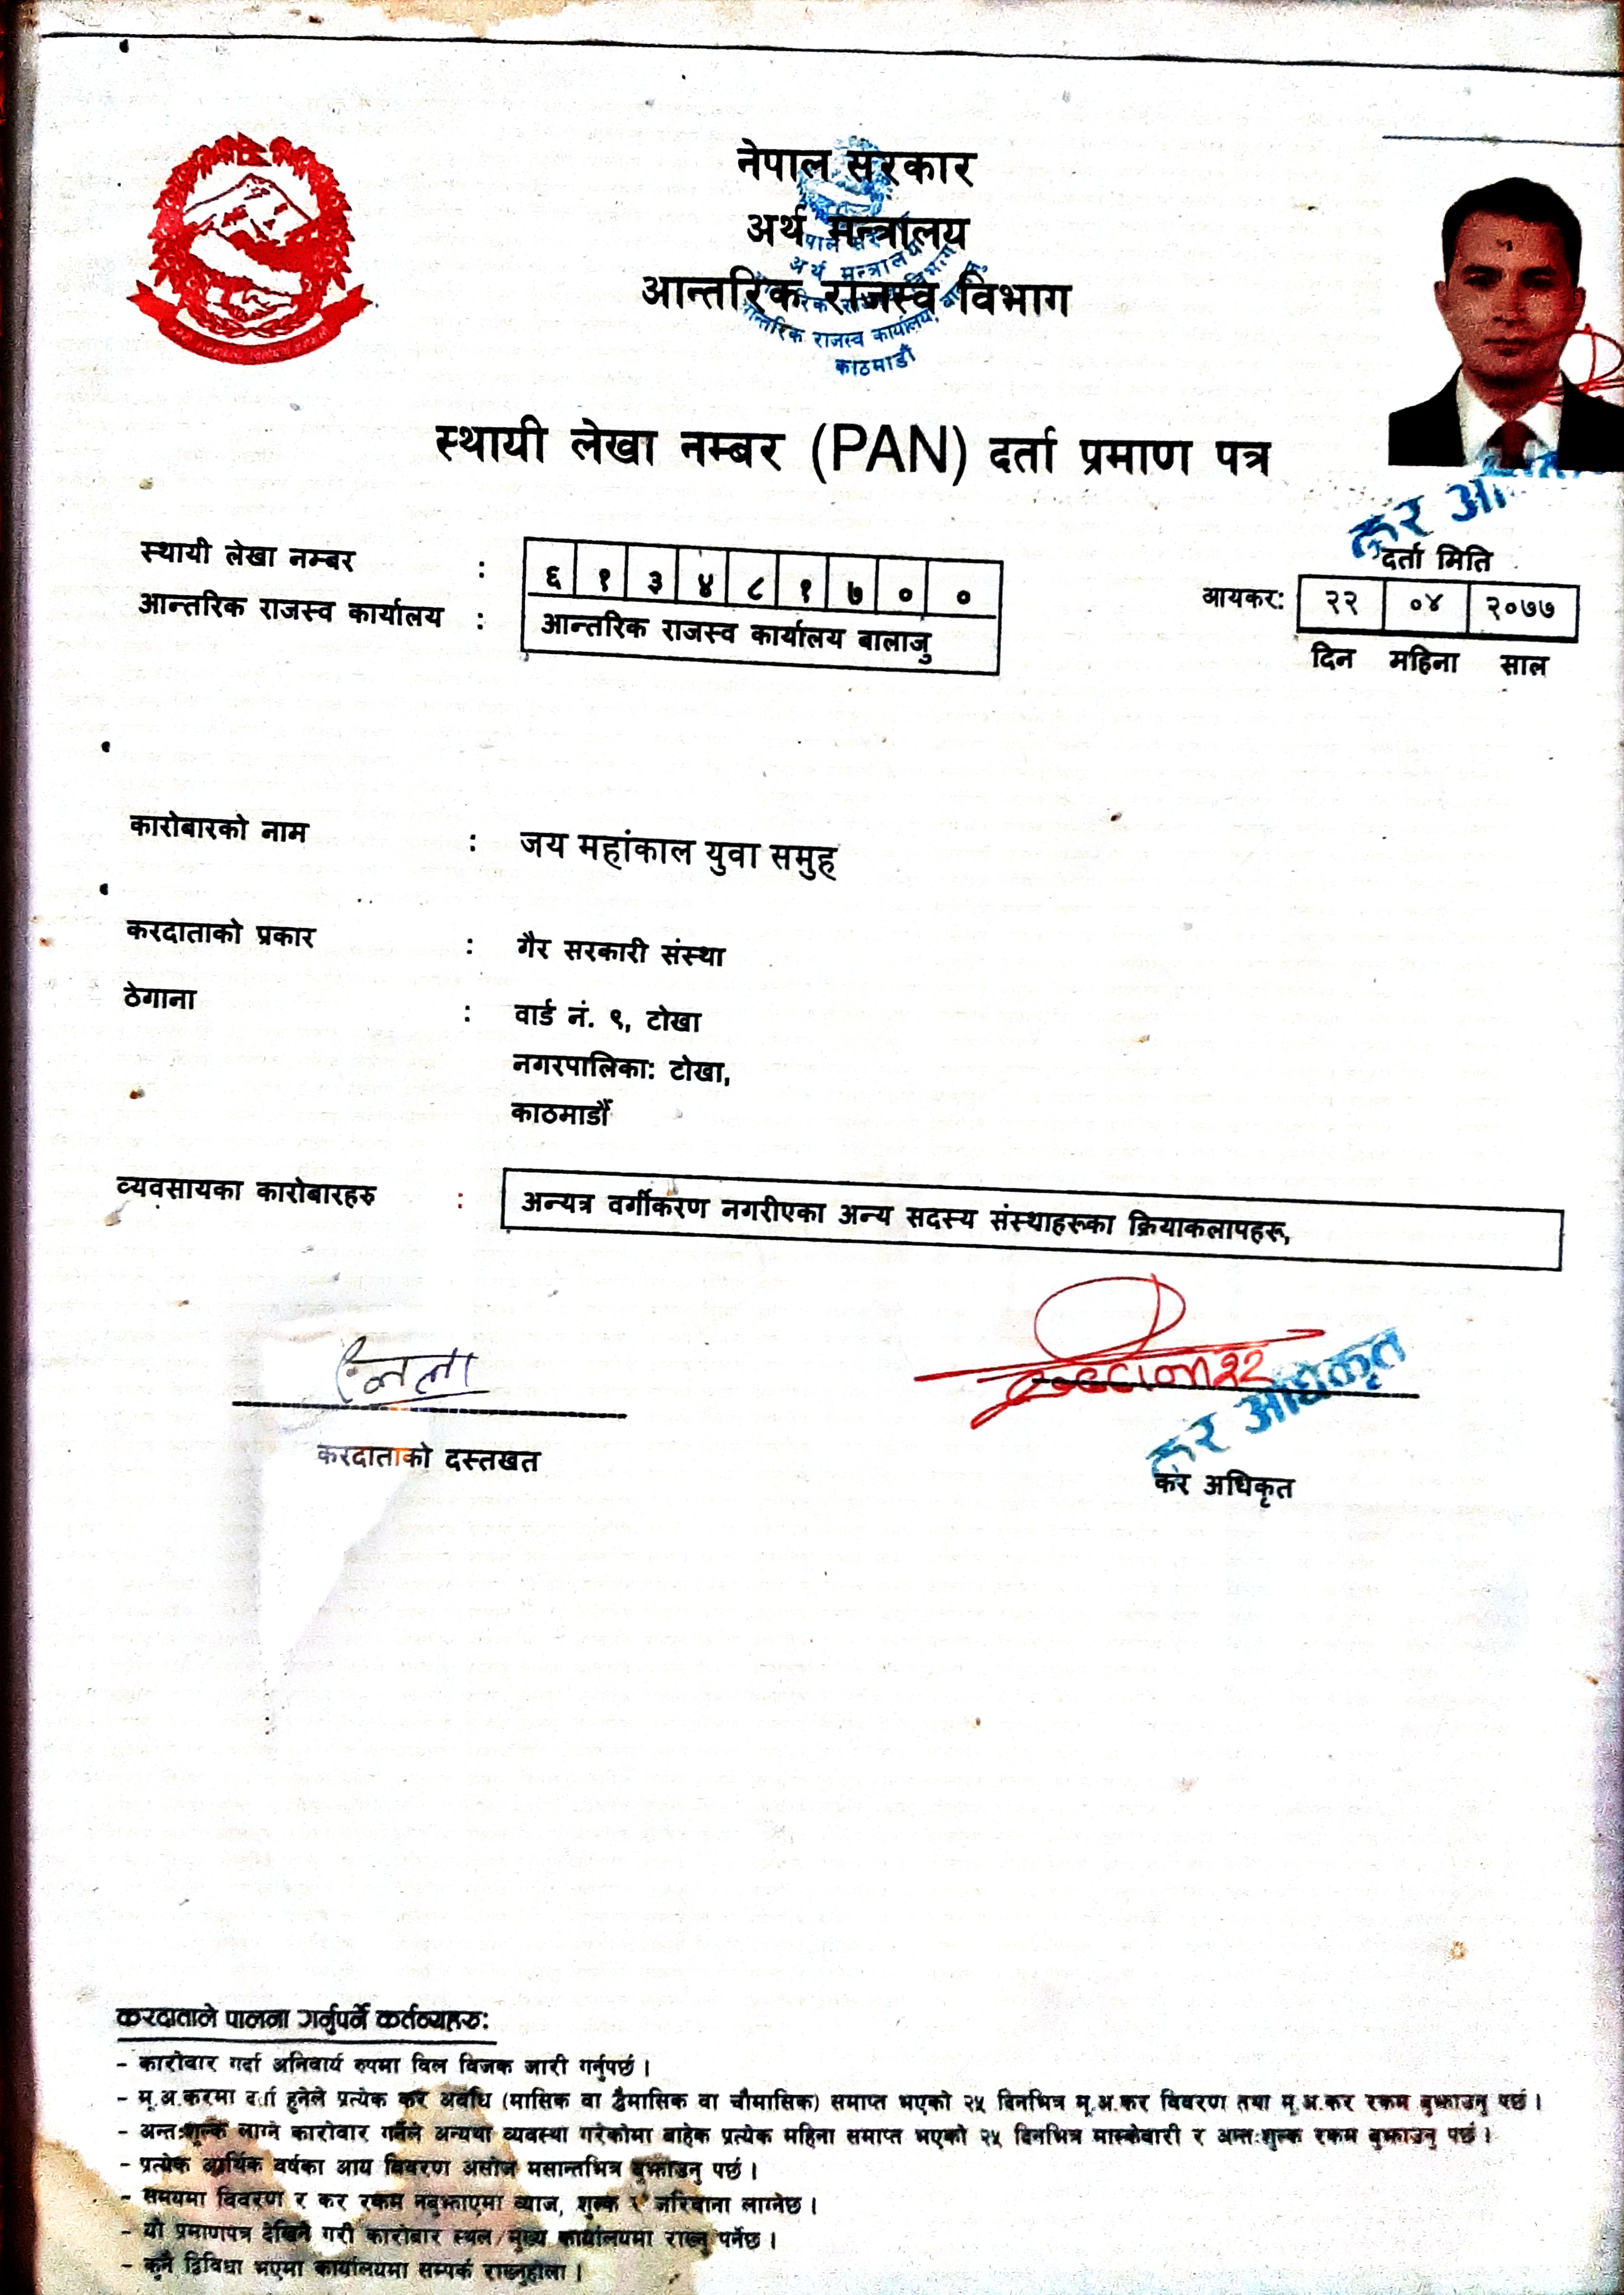 नेपाल सरकार
अर्थ मन्त्रालय
आन्तरिक राजस्व विभाग
अर्थ मन्त्रालय
आन्तरिक राजस्व कार्यालय,
काठमाडौं
स्थायी लेखा नम्बर (PAN) दर्ता प्रमाण पत्र
कर
स्थायी लेखा नम्बर : ६ १ ३ ४ ८ १ ७ ० ०
दर्ता मिति
आन्तरिक राजस्व कार्यालय : आन्तरिक राजस्व कार्यालय बालाजु
आयकर: २२ ०४ २०७७
दिन महिना साल
कारोबारको नाम : जय महांकाल युवा समुह
करदाताको प्रकार : गैर सरकारी संस्था
ठेगाना : वार्ड नं. ९, टोखा
नगरपालिका: टोखा,
काठमाडौँ
व्यवसायका कारोबारहरु : अन्यत्र वर्गीकरण नगरीएका अन्य सदस्य संस्थाहरूका क्रियाकलापहरू,
कर अधिकृत
करदाताको दस्तखत
कर अधिकृत
करदाताले पालना गर्नुपर्ने कर्तव्यहरु:
- कारोवार गर्दा अनिवार्य रुपमा विल विजक जारी गर्नुपर्छ ।
- मू.अ.करमा दर्ता हुनेले प्रत्येक कर अवधि (मासिक वा द्वैमासिक वा चौमासिक) समाप्त भएको २५ दिनभित्र मू.अ.कर विवरण तथा मू.अ.कर रकम बुझाउनु पर्छ ।
- अन्तःशुल्क लाग्ने कारोवार गर्नेले अन्यथा व्यवस्था गरेकोमा बाहेक प्रत्येक महिना समाप्त भएको २५ दिनभित्र मास्केवारी र अन्तःशुल्क रकम बुझाउनु पर्छ ।
- प्रत्येक आर्थिक वर्षका आय विवरण असोज मसान्तभित्र बुझाउनु पर्छ ।
- समयमा विवरण र कर रकम नबुझाएमा व्याज, शुल्क र जरिवाना लाग्नेछ ।
- यो प्रमाणपत्र देखिने गरी कारोबार स्थल/मुख्य कार्यालयमा राख्नु पर्नेछ ।
- कुनै द्विविधा भएमा कार्यालयमा सम्पर्क राख्नुहोला ।